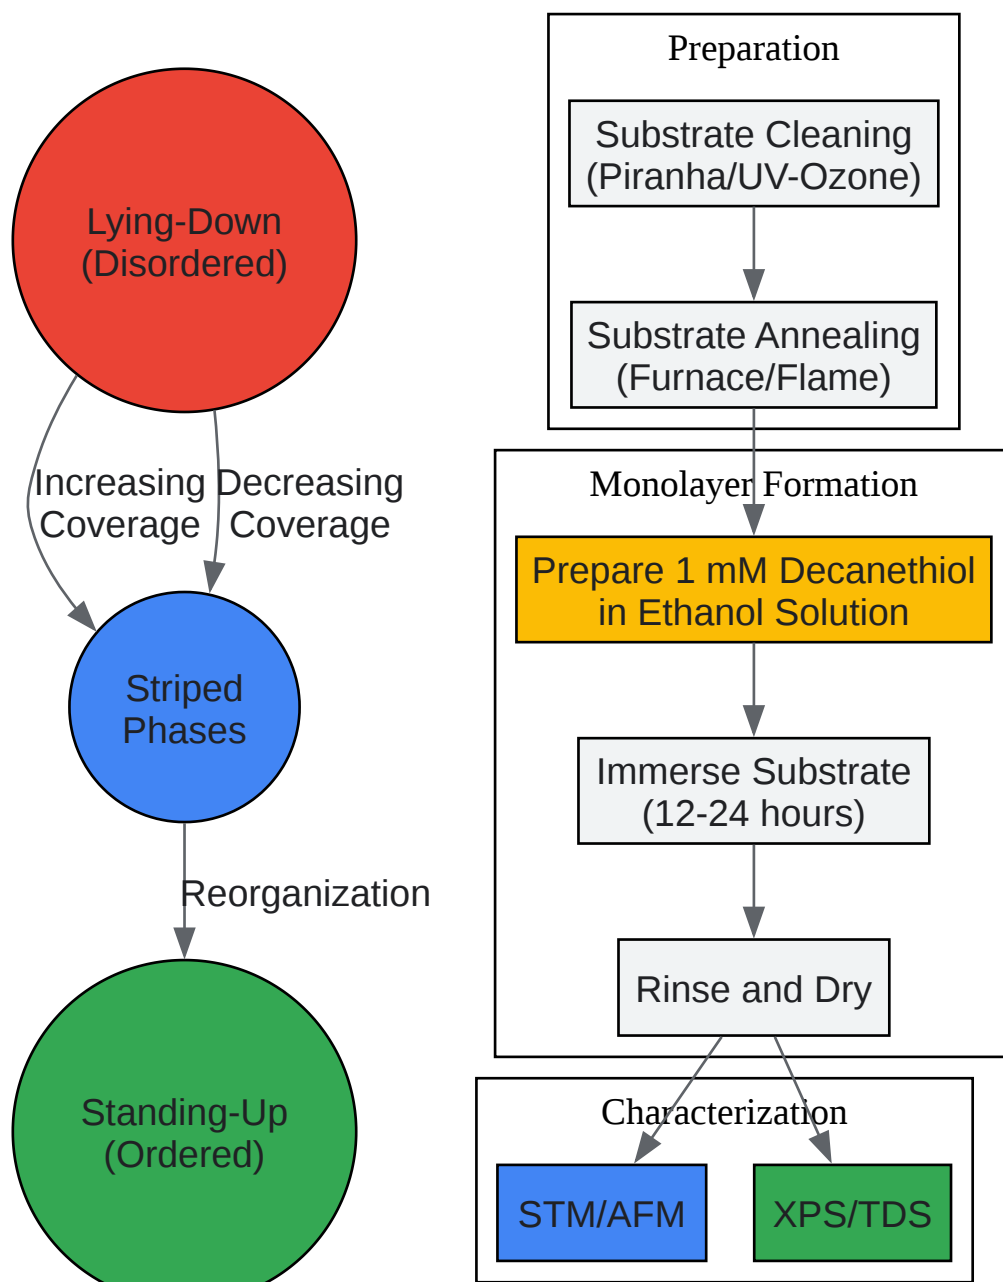 Lying-Down
(Disordered)
Increasing
Coverage
Decreasing
Coverage
Striped
Phases
Reorganization
Standing-Up
(Ordered)
Preparation
Substrate Cleaning
(Piranha/UV-Ozone)
Substrate Annealing
(Furnace/Flame)
Monolayer Formation
Prepare 1 mM Decanethiol
in Ethanol Solution
Immerse Substrate
(12-24 hours)
Rinse and Dry
Characterization
STM/AFM
XPS/TDS